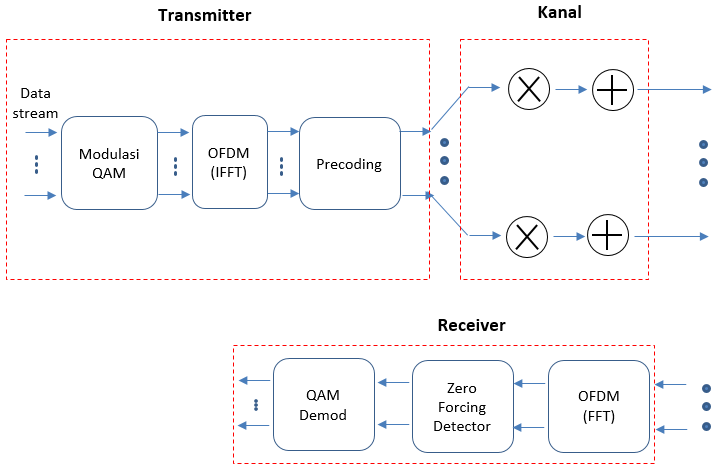 Transmitter
Kanal
Data
stream
Modulasi
QAM
OFDM
(IFFT)
Precoding
Receiver
QAM
Demod
Zero
Forcing
Detector
OFDM
(FFT)